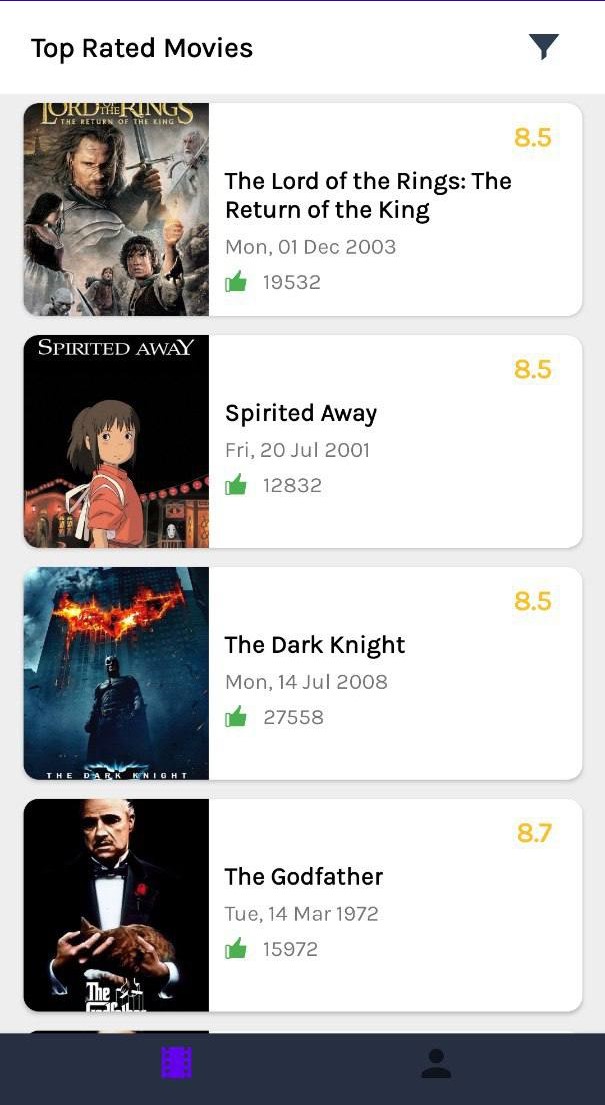 Top Rated Movies
LORD OF THE RINGS
THE RETURN OF THE KING
8.5
The Lord of the Rings: The
Return of the King
Mon, 01 Dec 2003
19532
SPIRITED AWAY
8.5
Spirited Away
Fri, 20 Jul 2001
12832
8.5
The Dark Knight
Mon, 14 Jul 2008
27558
THE DARK KNIGHT
8.7
The Godfather
Tue, 14 Mar 1972
15972
The
Godfather